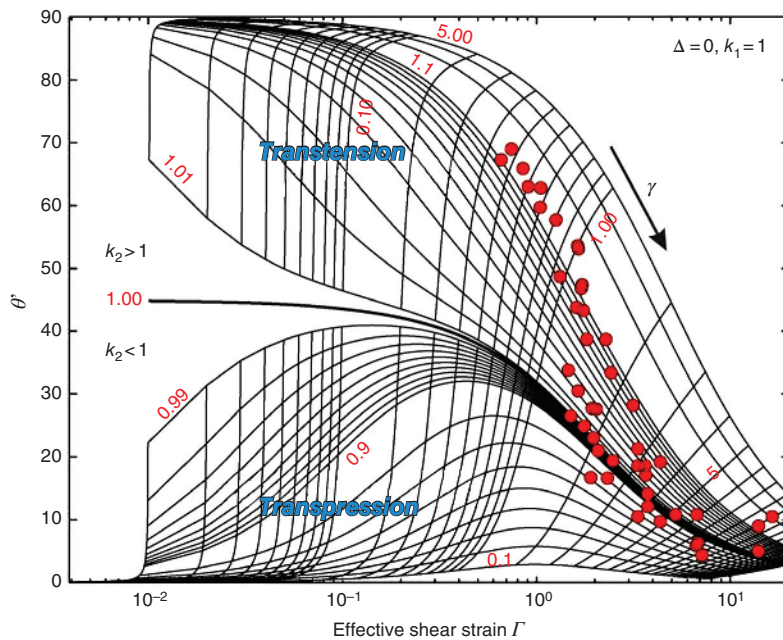 90
80
70
60
50
40
30
20
10
0
θ'
5.00
Δ = 0, k₁ = 1
1.1
0.10
Transtension
γ
1.01
1.00
k₂ > 1
1.00
k₂ < 1
0.99
0.9
5
Transpression
0.1
10⁻² 10⁻¹ 10⁰ 10¹
Effective shear strain Γ